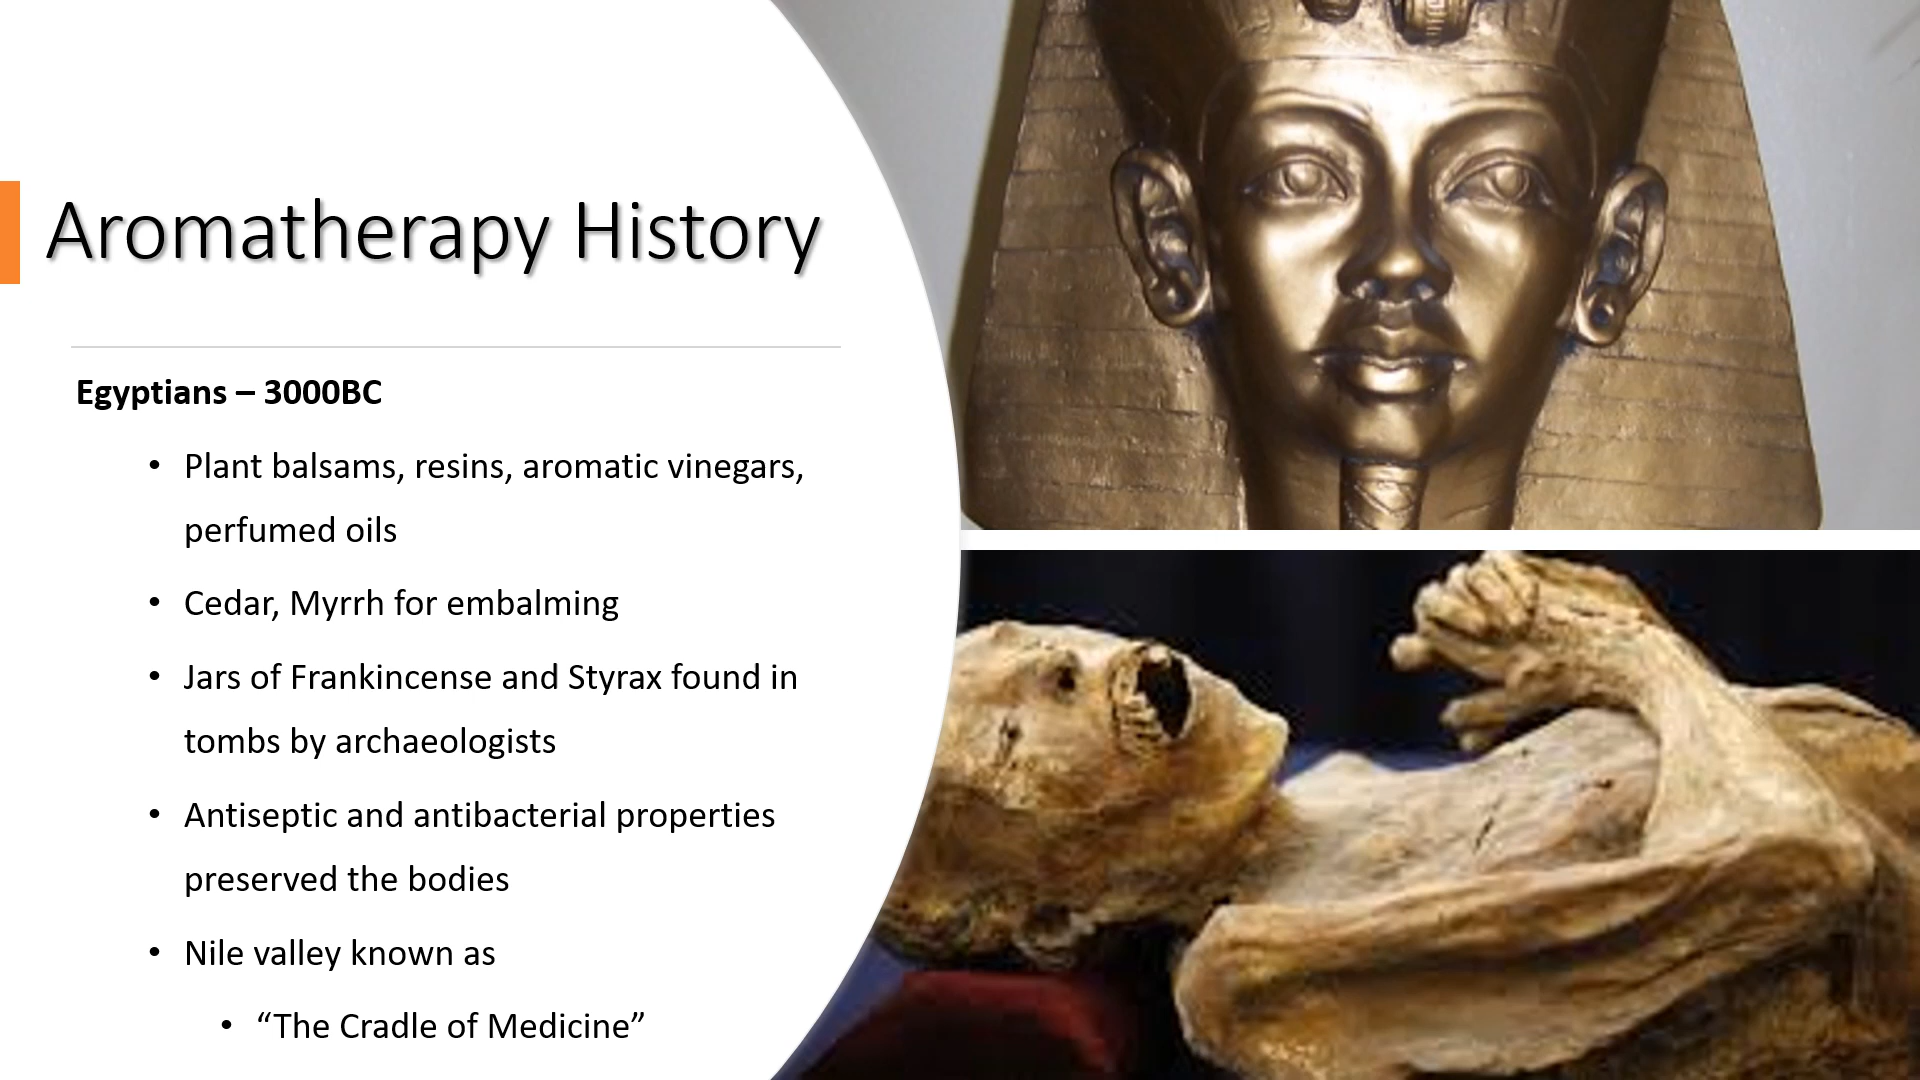 Aromatherapy History
Egyptians – 3000BC
• Plant balsams, resins, aromatic vinegars,
perfumed oils
• Cedar, Myrrh for embalming
• Jars of Frankincense and Styrax found in
tombs by archaeologists
• Antiseptic and antibacterial properties
preserved the bodies
• Nile valley known as
• “The Cradle of Medicine”